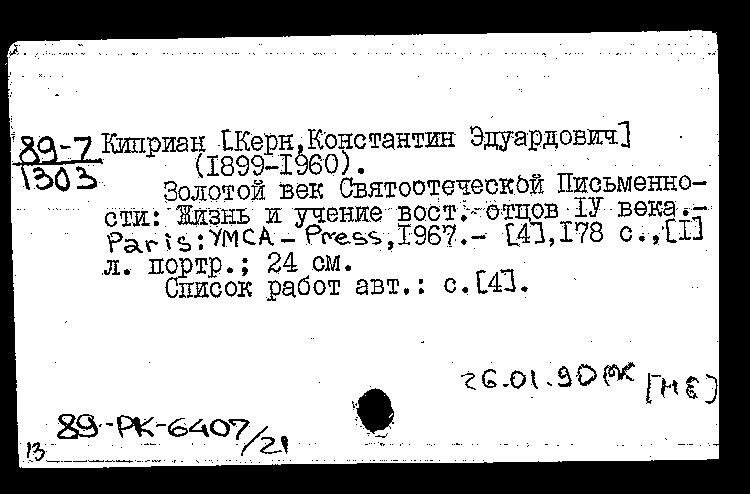 89-7 Киприан [Керн, Константин Эдуардович]
1303 (1899-1960).
Золотой век Святоотеческой Письменно-
сти: Жизнь и учение вост. отцов IУ века.-
Paris: YMCA-Press, 1967.- [4], 178 с., [1]
л. портр.; 24 см.
Список работ авт.: с.[4].
26.01.90 РК [НЕ]
89-РК-6407/21
13